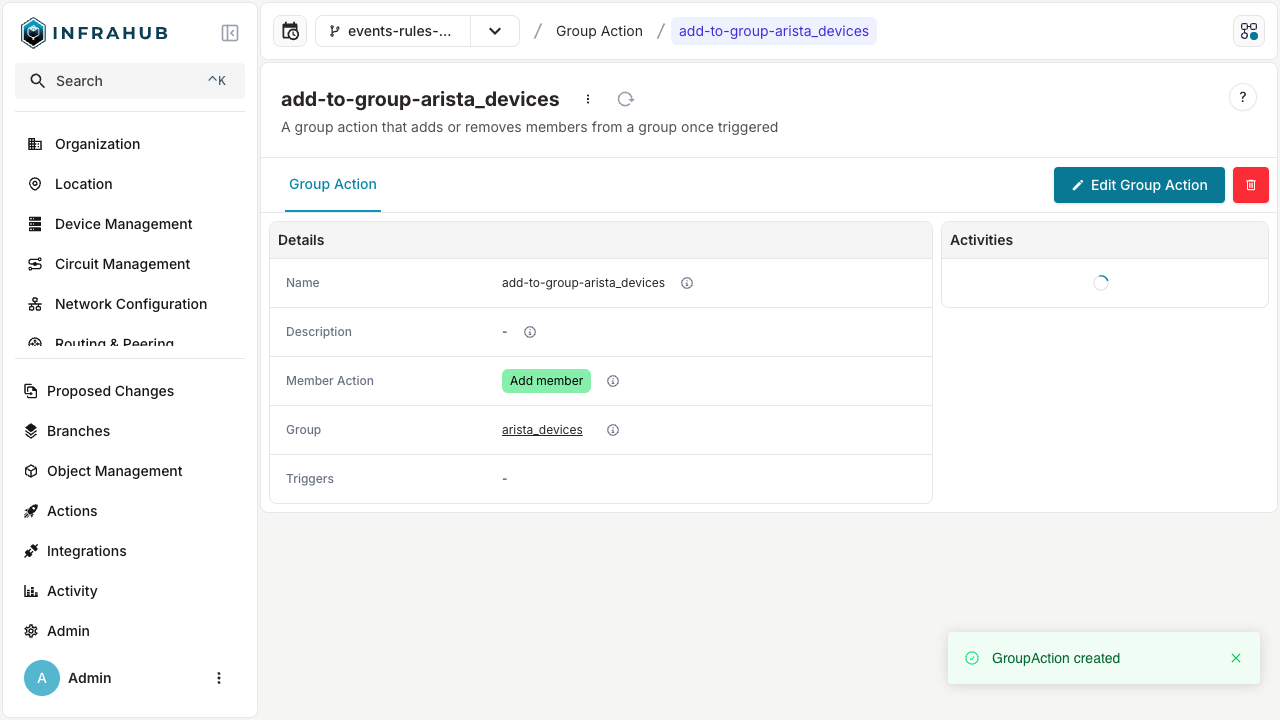 INFRAHUB
Search ^K
Organization
Location
Device Management
Circuit Management
Network Configuration
Routing & Peering
Proposed Changes
Branches
Object Management
Actions
Integrations
Activity
Admin
A Admin
events-rules-... / Group Action / add-to-group-arista_devices
add-to-group-arista_devices
?
A group action that adds or removes members from a group once triggered
Group Action
Edit Group Action
Details
Name add-to-group-arista_devices
Description -
Member Action Add member
Group arista_devices
Triggers -
Activities
GroupAction created